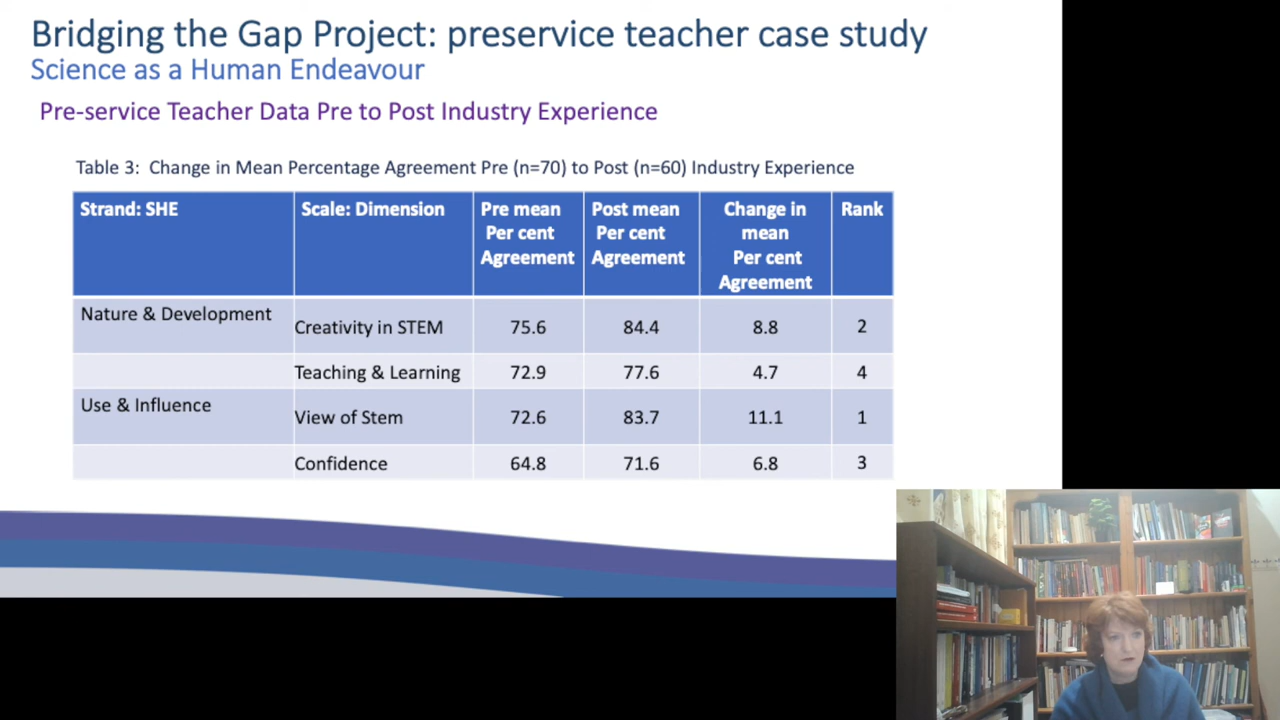 Bridging the Gap Project: preservice teacher case study
Science as a Human Endeavour
Pre-service Teacher Data Pre to Post Industry Experience
Table 3: Change in Mean Percentage Agreement Pre (n=70) to Post (n=60) Industry Experience
Strand: SHE Scale: Dimension Pre mean Post mean Change in Rank
Per cent Per cent mean
Agreement Agreement Per cent
Agreement
Nature & Development
Creativity in STEM 75.6 84.4 8.8 2
Teaching & Learning 72.9 77.6 4.7 4
Use & Influence
View of Stem 72.6 83.7 11.1 1
Confidence 64.8 71.6 6.8 3